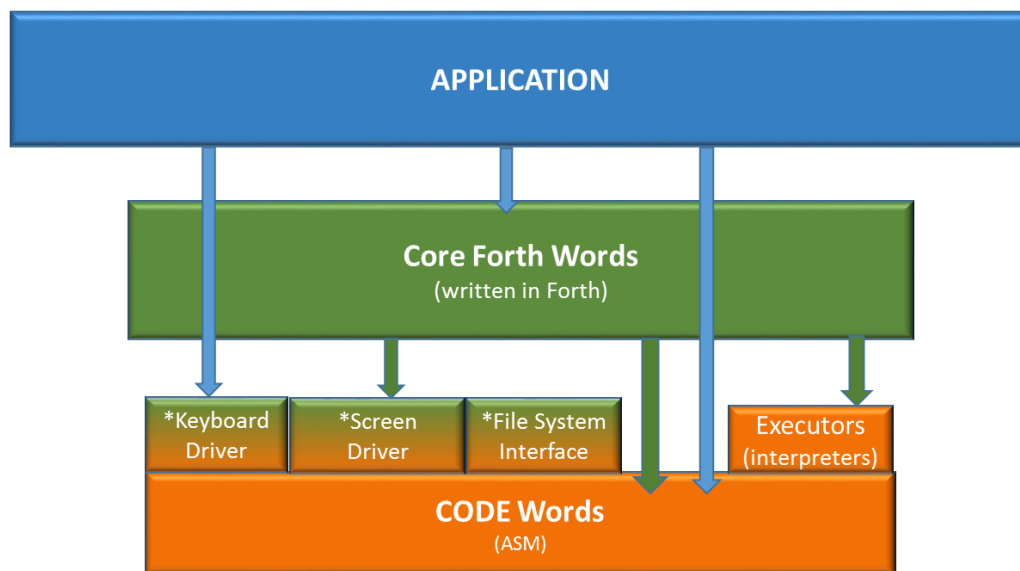 APPLICATION
Core Forth Words
(written in Forth)
*Keyboard
Driver
*Screen
Driver
*File System
Interface
Executors
(interpreters)
CODE Words
(ASM)